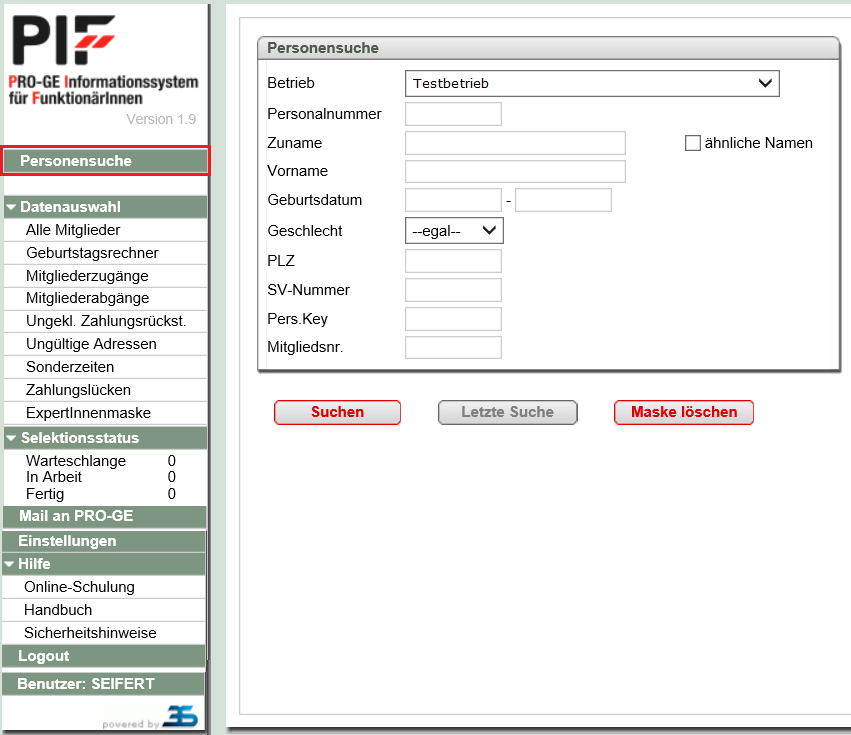 PIF
PRO-GE Informationssystem
für FunktionärInnen
Version 1.9
Personensuche
Datenauswahl
Alle Mitglieder
Geburtstagsrechner
Mitgliederzugänge
Mitgliederabgänge
Ungekl. Zahlungsrückst.
Ungültige Adressen
Sonderzeiten
Zahlungslücken
ExpertInnenmaske
Selektionsstatus
Warteschlange 0
In Arbeit 0
Fertig 0
Mail an PRO-GE
Einstellungen
Hilfe
Online-Schulung
Handbuch
Sicherheitshinweise
Logout
Benutzer: SEIFERT
powered by 3S
Personensuche
Betrieb Testbetrieb
Personalnummer
Zuname ähnliche Namen
Vorname
Geburtsdatum -
Geschlecht --egal--
PLZ
SV-Nummer
Pers.Key
Mitgliedsnr.
Suchen Letzte Suche Maske löschen